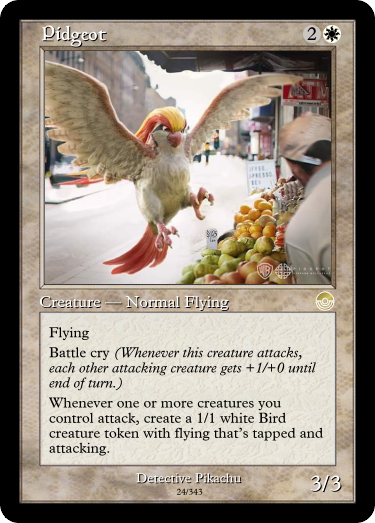 Pidgeot 2
Creature — Normal Flying
Flying
Battle cry (Whenever this creature attacks,
each other attacking creature gets +1/+0 until
end of turn.)
Whenever one or more creatures you
control attack, create a 1/1 white Bird
creature token with flying that's tapped and
attacking.
Detective Pikachu
24/343
3/3